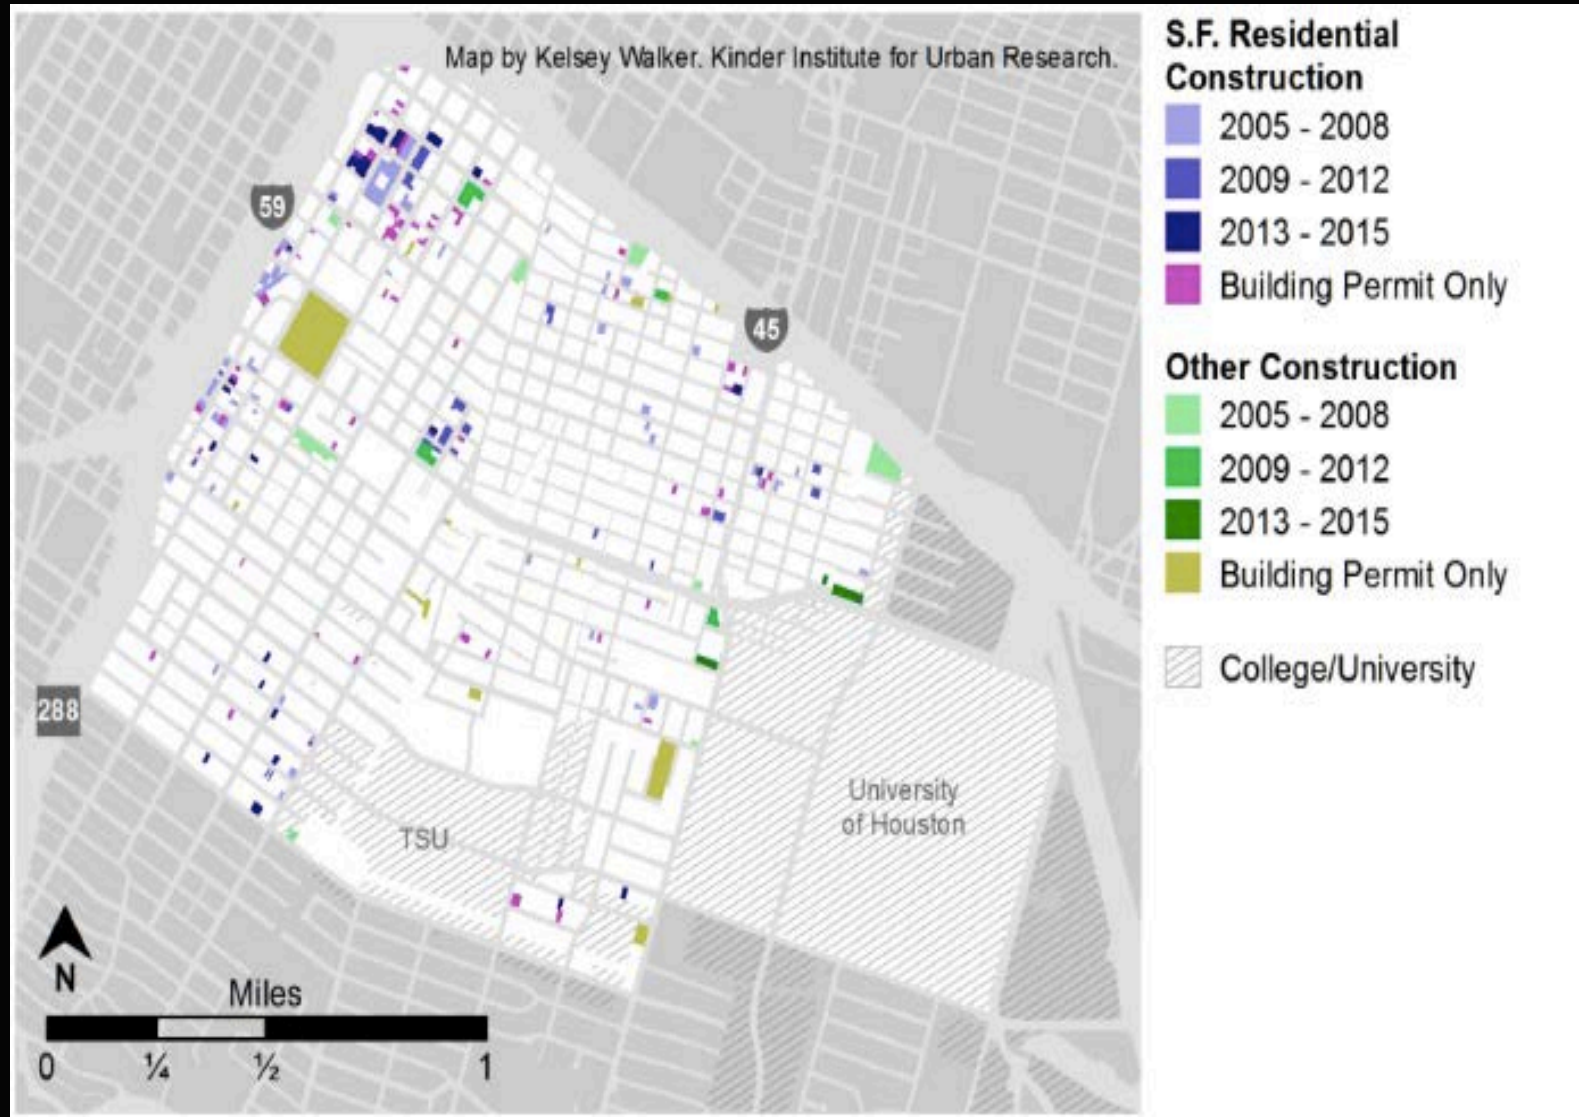 Map by Kelsey Walker. Kinder Institute for Urban Research.
59
45
288
TSU
University
of Houston
N
Miles
0 ¼ ½ 1
S.F. Residential
Construction
2005 - 2008
2009 - 2012
2013 - 2015
Building Permit Only
Other Construction
2005 - 2008
2009 - 2012
2013 - 2015
Building Permit Only
College/University